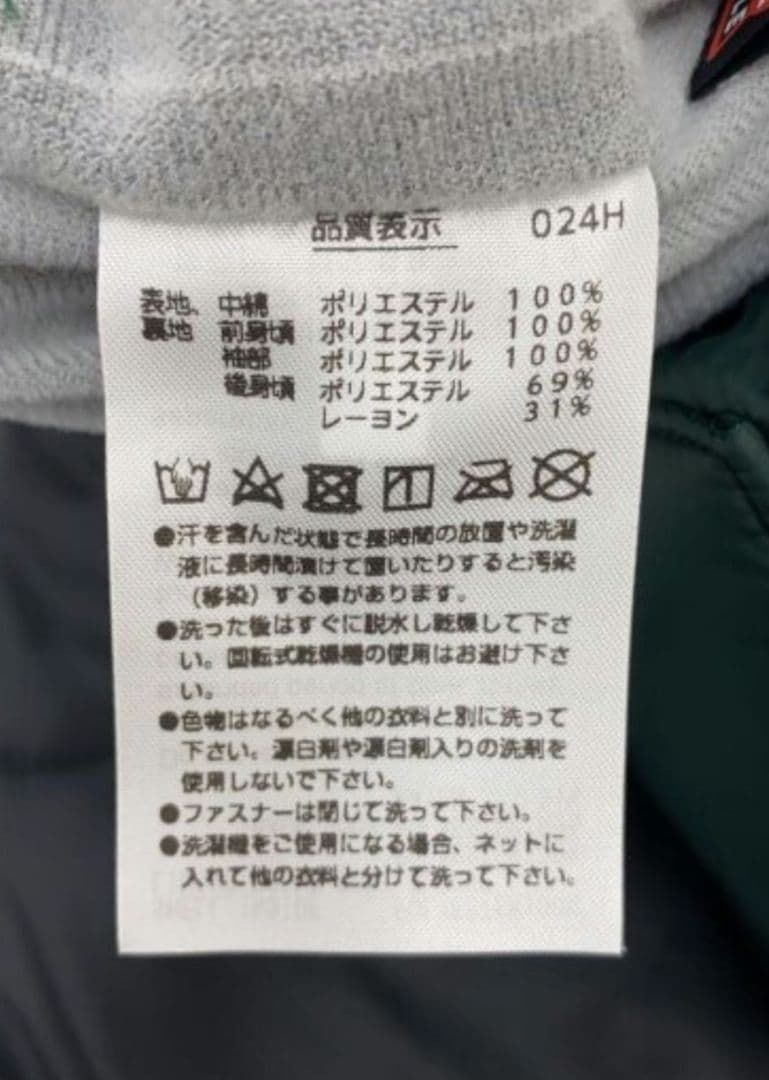 LE
品質表示 024H
表地、中綿 ポリエステル 100%
裏地 前身頃 ポリエステル 100%
袖部 ポリエステル 100%
後身頃 ポリエステル 69%
レーヨン 31%
●汗を含んだ状態で長時間の放置や洗濯
液に長時間漬けて置いたりすると汚染
（移染）する事があります。
●洗った後はすぐに脱水し乾燥して下さ
い。回転式乾燥機の使用はお避け下さ
い。
●色物はなるべく他の衣料と別に洗って
下さい。漂白剤や漂白剤入りの洗剤を
使用しないで下さい。
●ファスナーは閉じて洗って下さい。
●洗濯機をご使用になる場合、ネットに
入れて他の衣料と分けて洗って下さい。